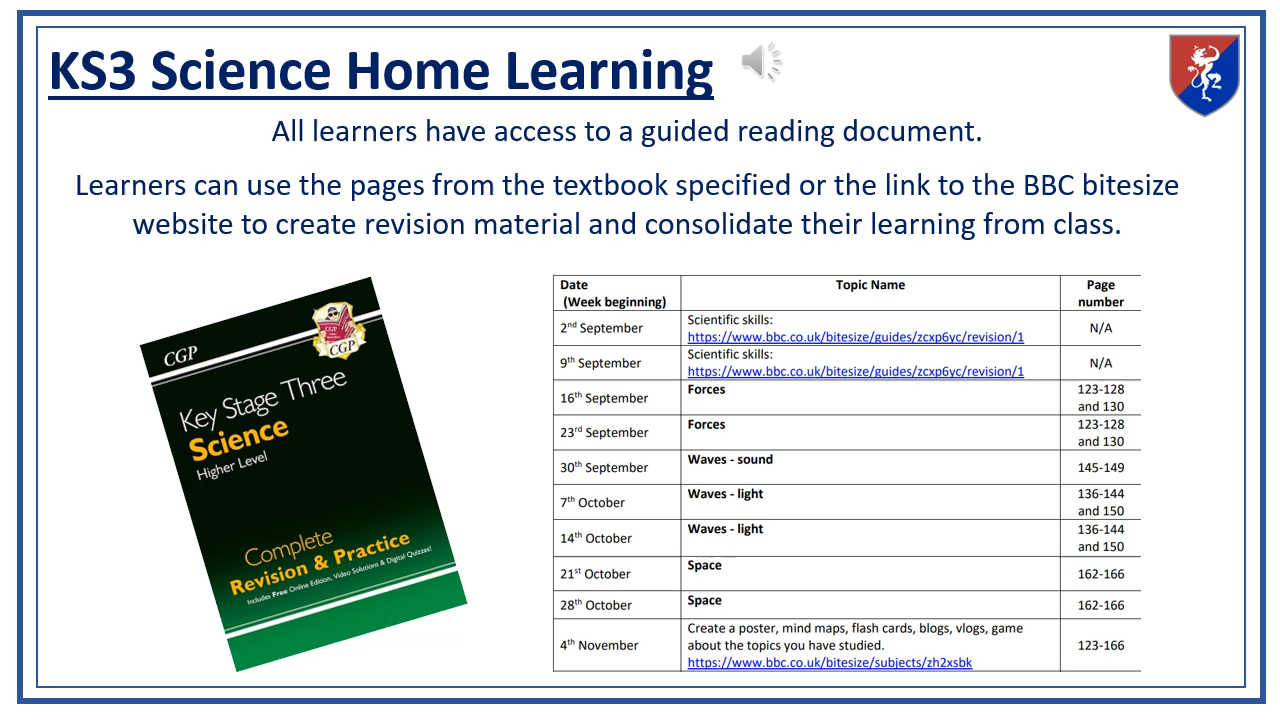 KS3 Science Home Learning
All learners have access to a guided reading document.
Learners can use the pages from the textbook specified or the link to the BBC bitesize
website to create revision material and consolidate their learning from class.
CGP
CGP
CGP
Key Stage Three
Science
Higher Level
Complete
Revision & Practice
Includes Free Online Edition, Video Solutions & Digital Quizzes!
Date (Week beginning) Topic Name Page number
2nd September Scientific skills: https://www.bbc.co.uk/bitesize/guides/zcxp6yc/revision/1 N/A
9th September Scientific skills: https://www.bbc.co.uk/bitesize/guides/zcxp6yc/revision/1 N/A
16th September Forces 123-128 and 130
23rd September Forces 123-128 and 130
30th September Waves - sound 145-149
7th October Waves - light 136-144 and 150
14th October Waves - light 136-144 and 150
21st October Space 162-166
28th October Space 162-166
4th November Create a poster, mind maps, flash cards, blogs, vlogs, game about the topics you have studied. https://www.bbc.co.uk/bitesize/subjects/zh2xsbk 123-166